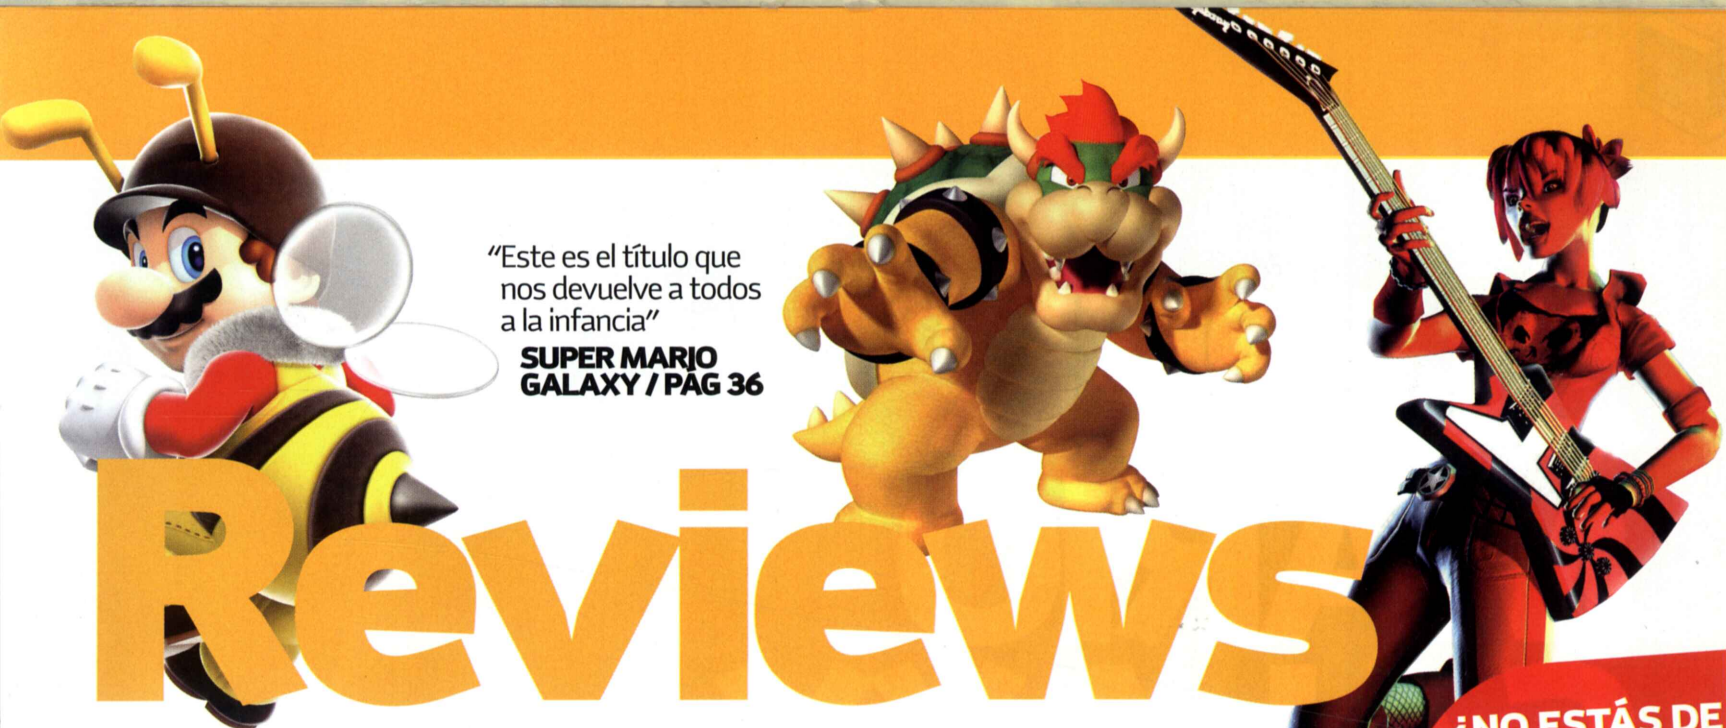 “Este es el título que
nos devuelve a todos
a la infancia”
SUPER MARIO
GALAXY / PÁG 36
Reviews
¡NO ESTÁS DE